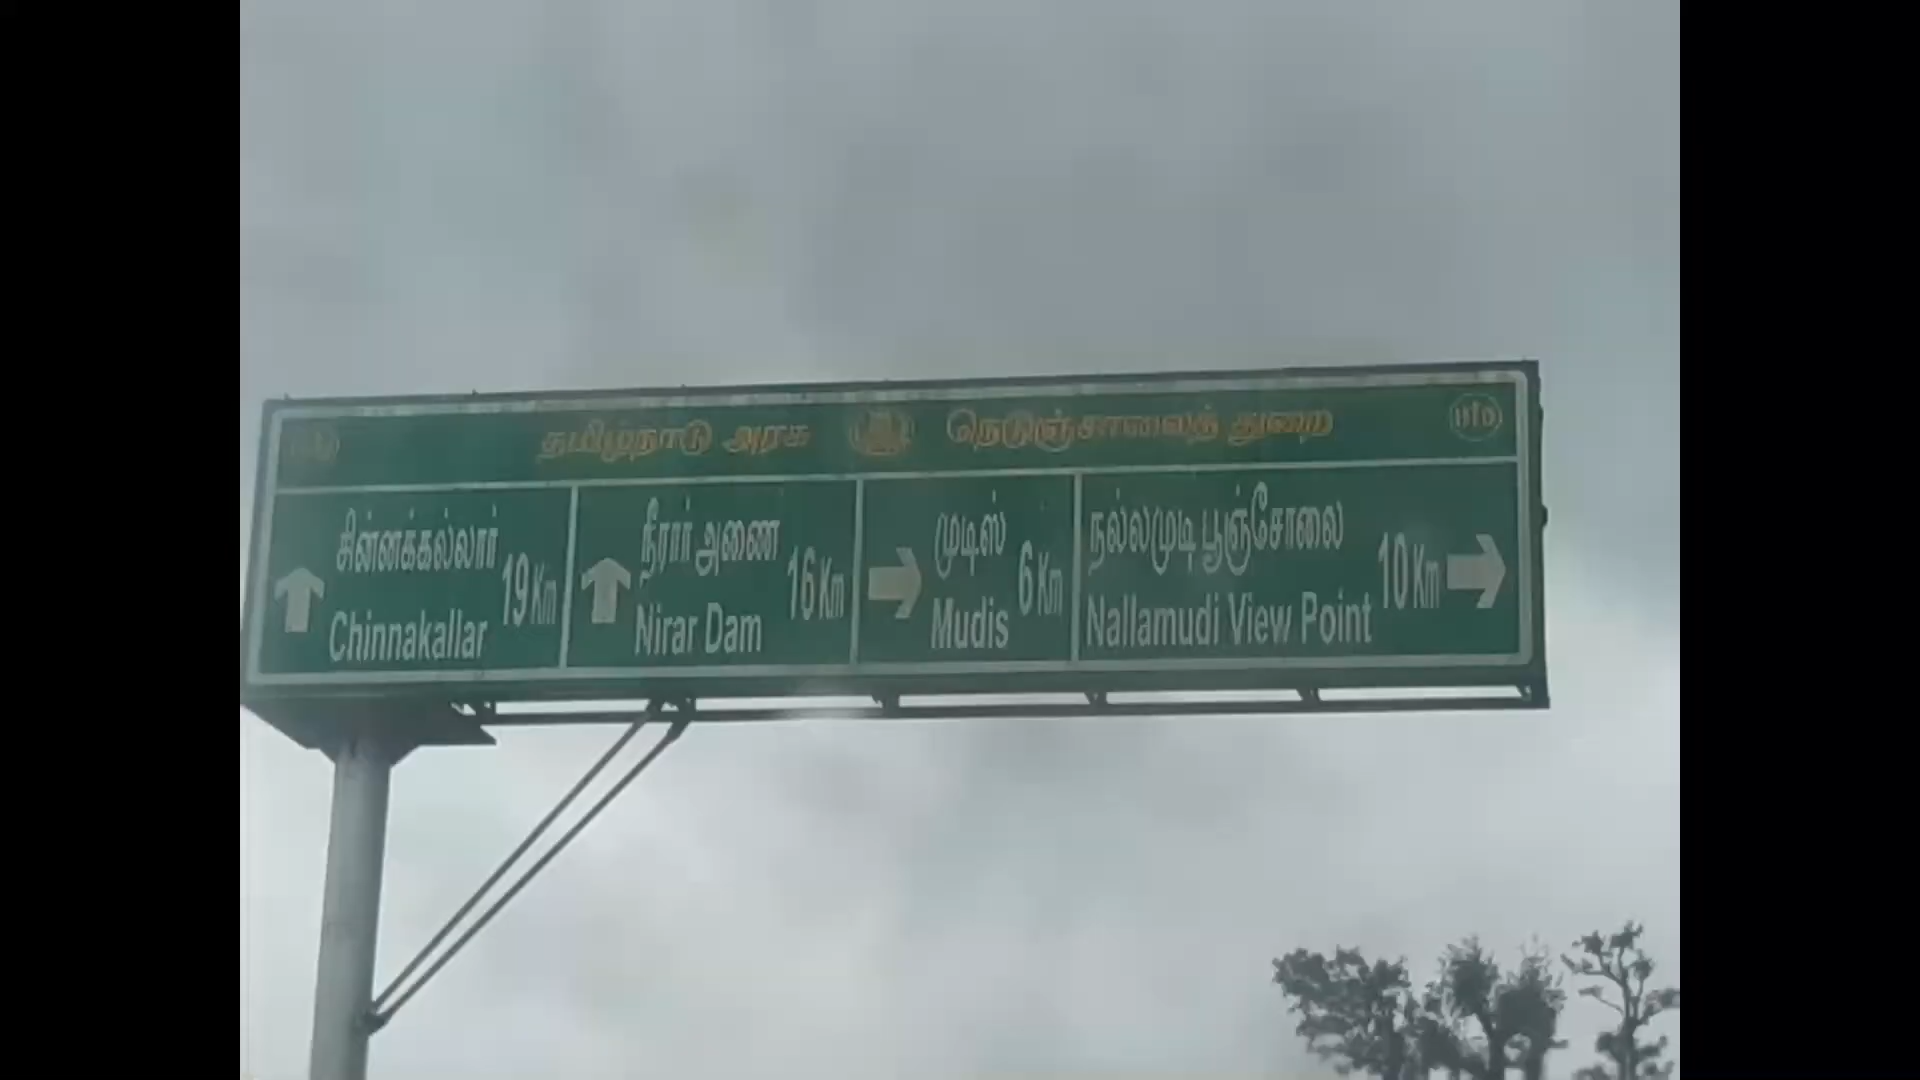 தமிழ்நாடு அரசு நெடுஞ்சாலைத் துறை
சின்னக்கல்லார்
Chinnakallar
19 Km
நீரார் அணை
Nirar Dam
16 Km
முடிஸ்
Mudis
6 Km
நல்லமுடி பூஞ்சோலை
Nallamudi View Point
10 Km